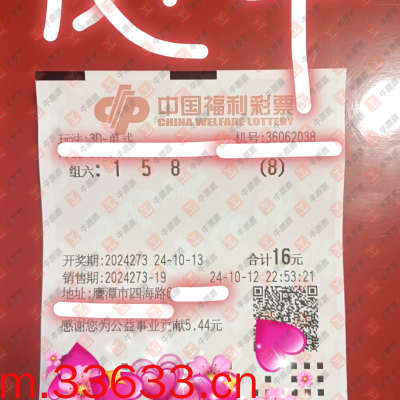 中国福利彩票
CHINA WELFARE LOTTERY
玩法:3D-单式
机号:36062038
组六: 1 5 8 (8)
开奖期:2024273 24-10-13 合计16元
销售期:2024273-19 24-10-12 22:53:21
地址:鹰潭市四海路
感谢您为公益事业贡献5.44元
m.33633.cn